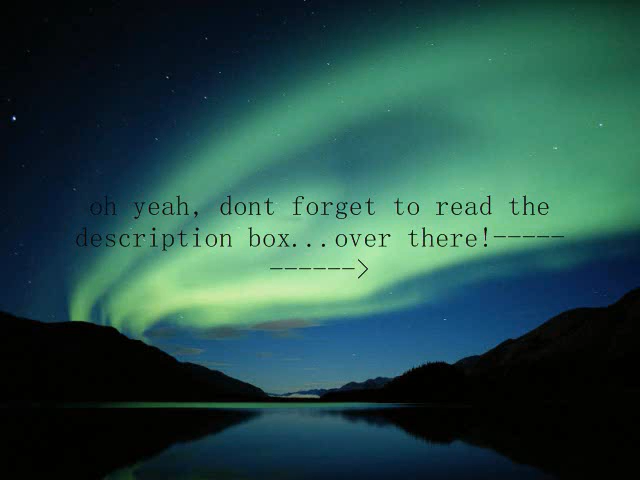 oh yeah, dont forget to read the
description box...over there!-----
------>